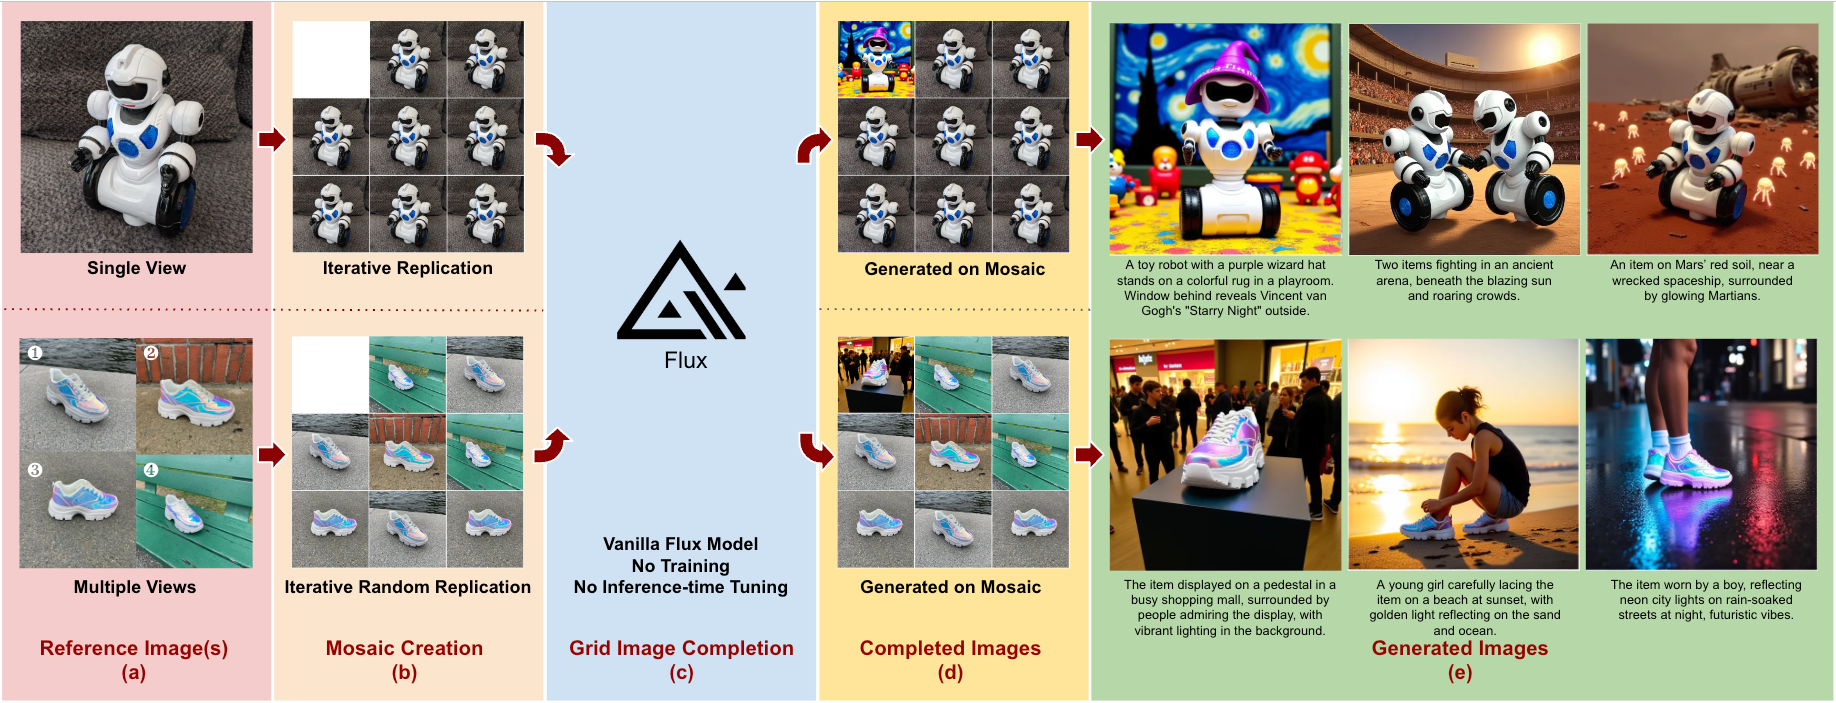 Single View
Iterative Replication
Generated on Mosaic
A toy robot with a purple wizard hat
stands on a colorful rug in a playroom.
Window behind reveals Vincent van
Gogh's "Starry Night" outside.
Two items fighting in an ancient
arena, beneath the blazing sun
and roaring crowds.
An item on Mars' red soil, near a
wrecked spaceship, surrounded
by glowing Martians.
Flux
1
2
3
4
Multiple Views
Iterative Random Replication
Vanilla Flux Model
No Training
No Inference-time Tuning
Generated on Mosaic
The item displayed on a pedestal in a
busy shopping mall, surrounded by
people admiring the display, with
vibrant lighting in the background.
A young girl carefully lacing the
item on a beach at sunset, with
golden light reflecting on the sand
and ocean.
The item worn by a boy, reflecting
neon city lights on rain-soaked
streets at night, futuristic vibes.
Reference Image(s)
(a)
Mosaic Creation
(b)
Grid Image Completion
(c)
Completed Images
(d)
Generated Images
(e)